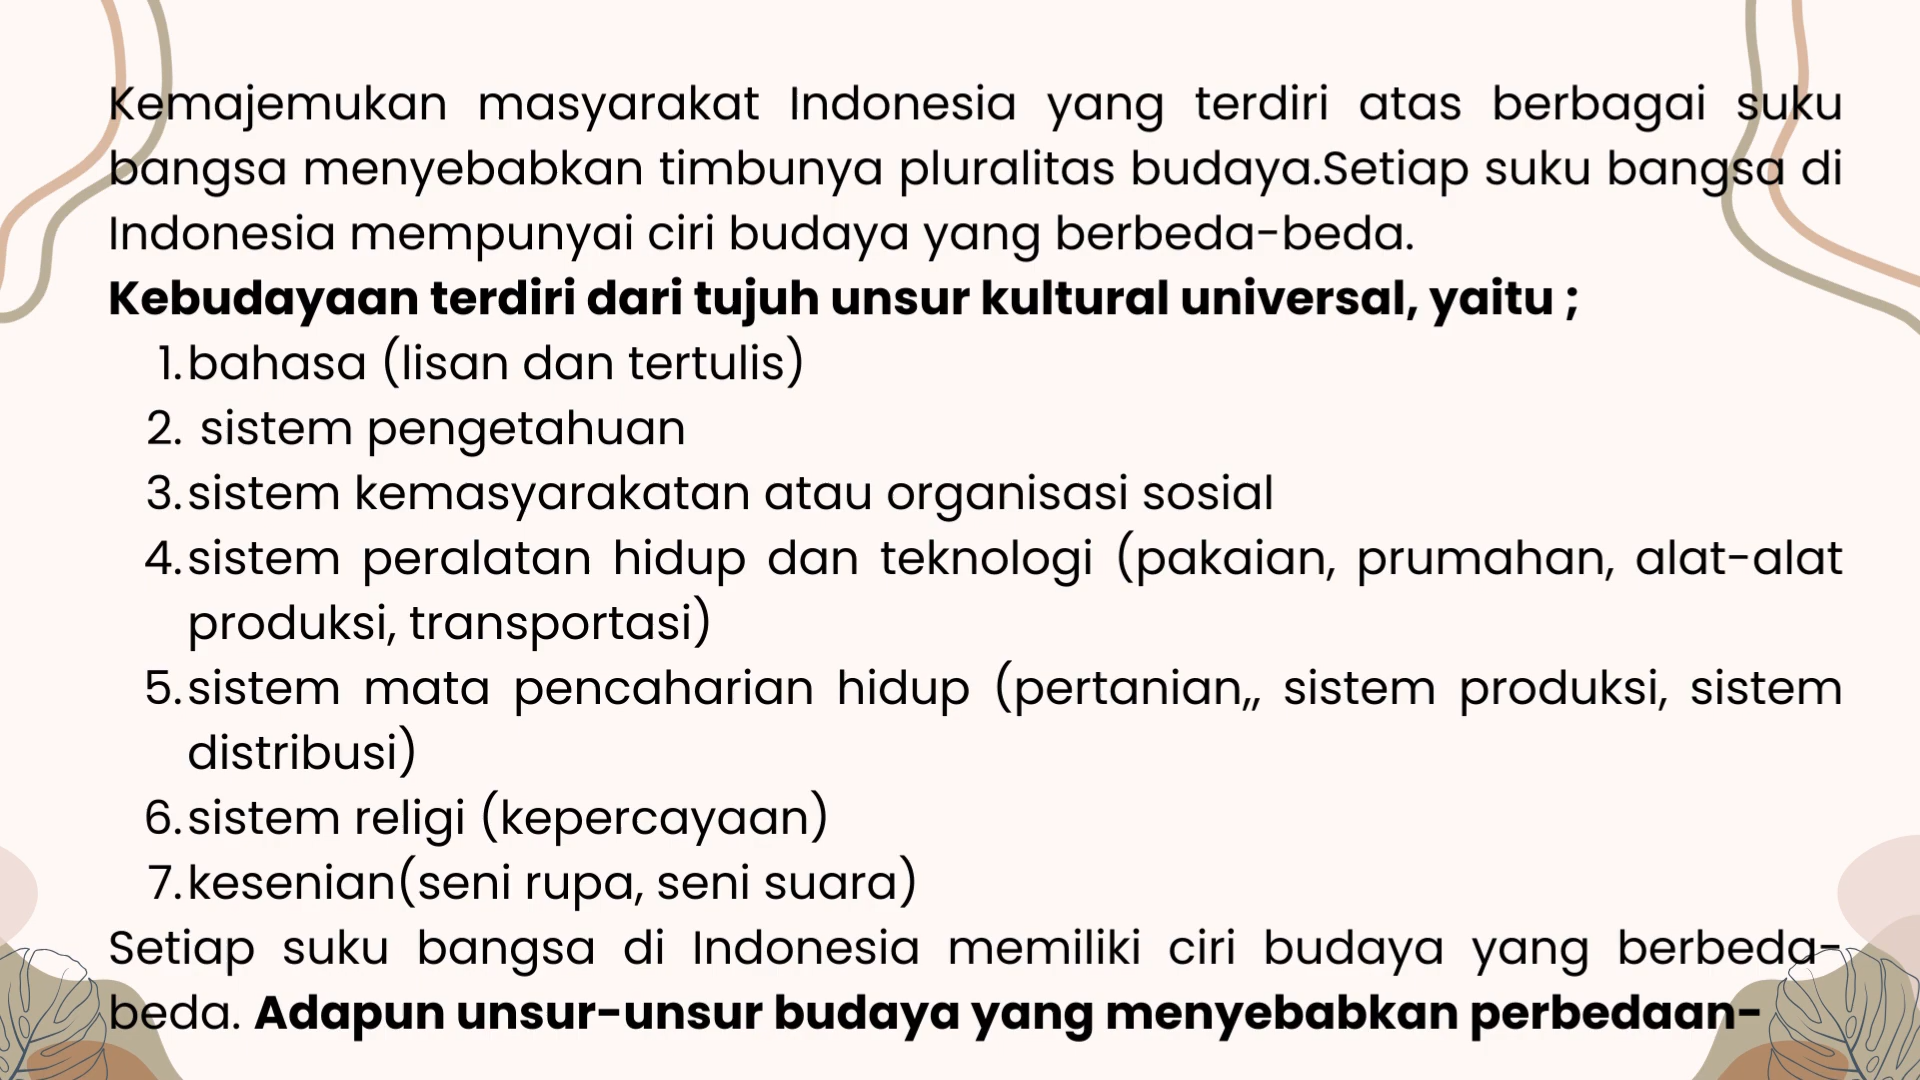 Kemajemukan masyarakat Indonesia yang terdiri atas berbagai suku
bangsa menyebabkan timbunya pluralitas budaya.Setiap suku bangsa di
Indonesia mempunyai ciri budaya yang berbeda-beda.
Kebudayaan terdiri dari tujuh unsur kultural universal, yaitu ;
1.bahasa (lisan dan tertulis)
2. sistem pengetahuan
3.sistem kemasyarakatan atau organisasi sosial
4.sistem peralatan hidup dan teknologi (pakaian, prumahan, alat-alat
produksi, transportasi)
5.sistem mata pencaharian hidup (pertanian,, sistem produksi, sistem
distribusi)
6.sistem religi (kepercayaan)
7.kesenian(seni rupa, seni suara)
Setiap suku bangsa di Indonesia memiliki ciri budaya yang berbeda-
beda. Adapun unsur-unsur budaya yang menyebabkan perbedaan-